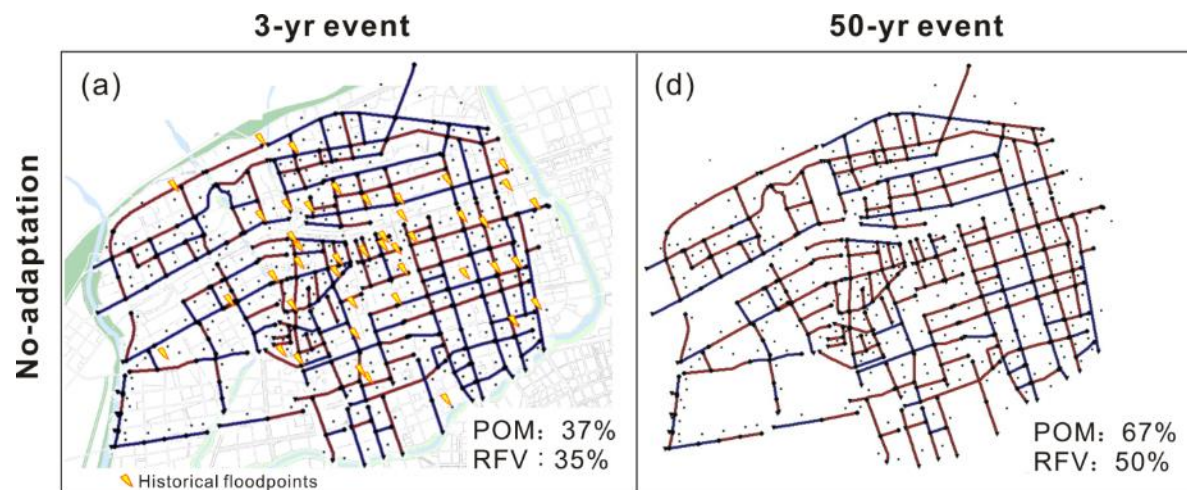 3-yr event
50-yr event
No-adaptation
(a)
POM: 37%
RFV : 35%
Historical floodpoints
(d)
POM: 67%
RFV: 50%